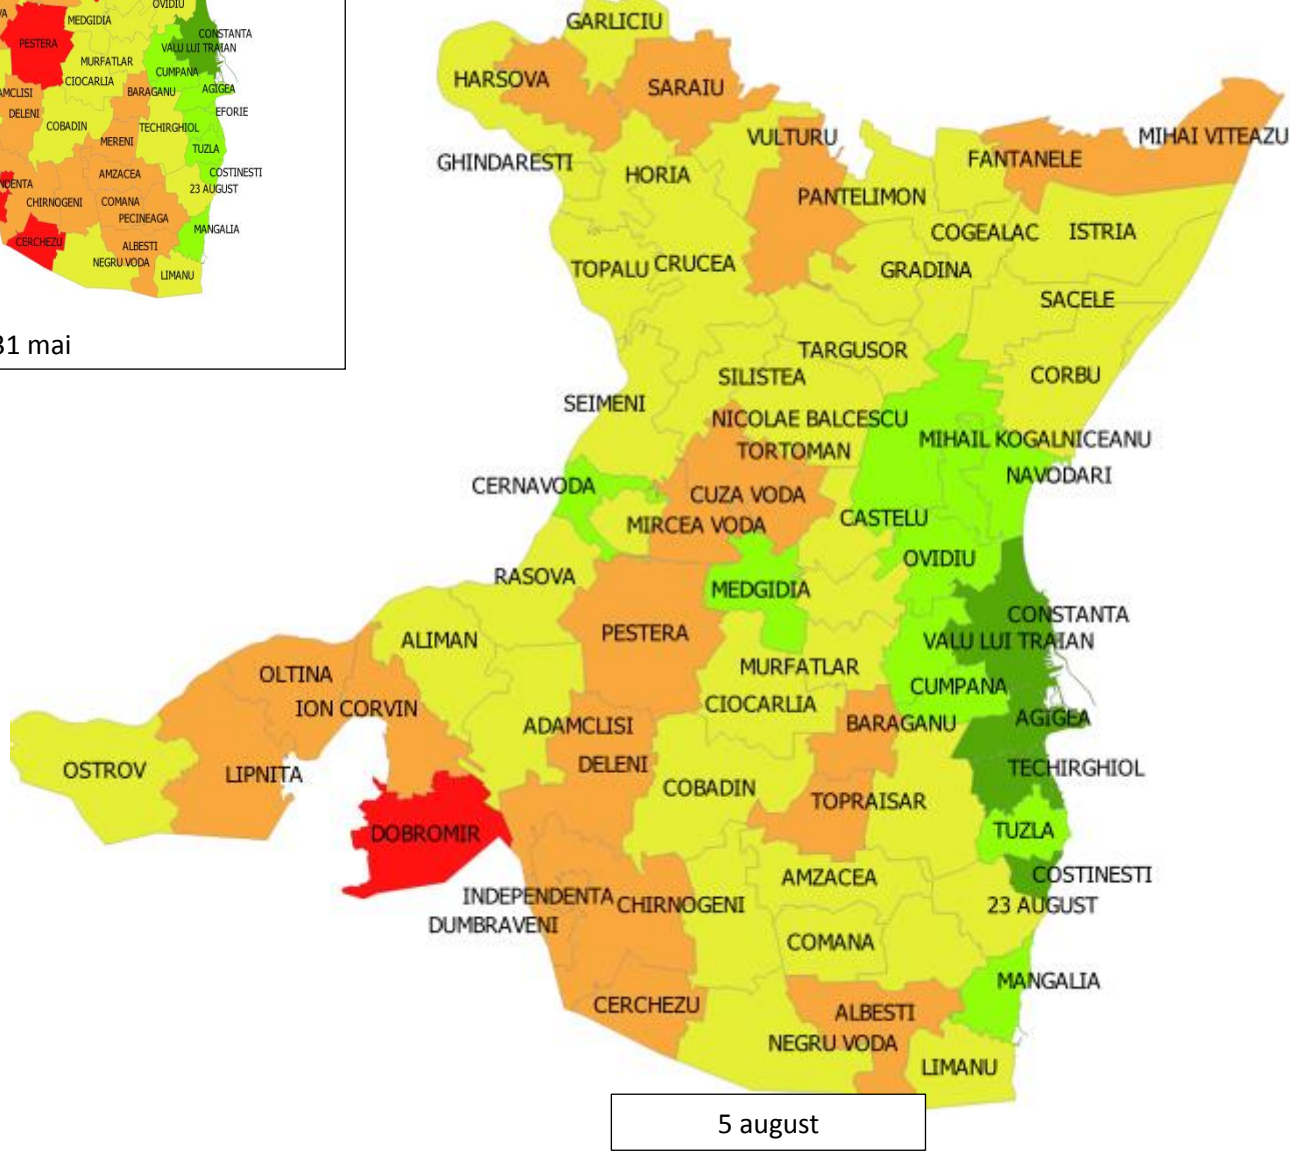 OVIDIU
MEDGIDIA
CONSTANTA
PESTERA
VALU LUI TRAIAN
MURFATLAR
CUMPANA
CIOCARLIA
AGIGEA
BARAGANU
DELENI
EFORIE
COBADIN
TECHIRGHIOL
MERENI
TUZLA
AMZACEA
COSTINESTI
23 AUGUST
CHIRNOGENI
COMANA
PECINEAGA
MANGALIA
CERCHEZU
ALBESTI
NEGRU VODA
LIMANU
31 mai
GARLICIU
HARSOVA
SARAIU
VULTURU
MIHAI VITEAZU
GHINDARESTI
FANTANELE
HORIA
PANTELIMON
COGEALAC
ISTRIA
TOPALU
CRUCEA
GRADINA
SACELE
TARGUSOR
SILISTEA
CORBU
SEIMENI
NICOLAE BALCESCU
MIHAIL KOGALNICEANU
TORTOMAN
NAVODARI
CERNAVODA
CUZA VODA
MIRCEA VODA
CASTELU
OVIDIU
RASOVA
MEDGIDIA
CONSTANTA
PESTERA
VALU LUI TRAIAN
ALIMAN
MURFATLAR
OLTINA
CUMPANA
ION CORVIN
CIOCARLIA
AGIGEA
ADAMCLISI
BARAGANU
DELENI
TECHIRGHIOL
OSTROV
LIPNITA
COBADIN
TOPRAISAR
DOBROMIR
TUZLA
AMZACEA
COSTINESTI
INDEPENDENTA
CHIRNOGENI
23 AUGUST
DUMBRAVENI
COMANA
MANGALIA
CERCHEZU
ALBESTI
NEGRU VODA
LIMANU
5 august